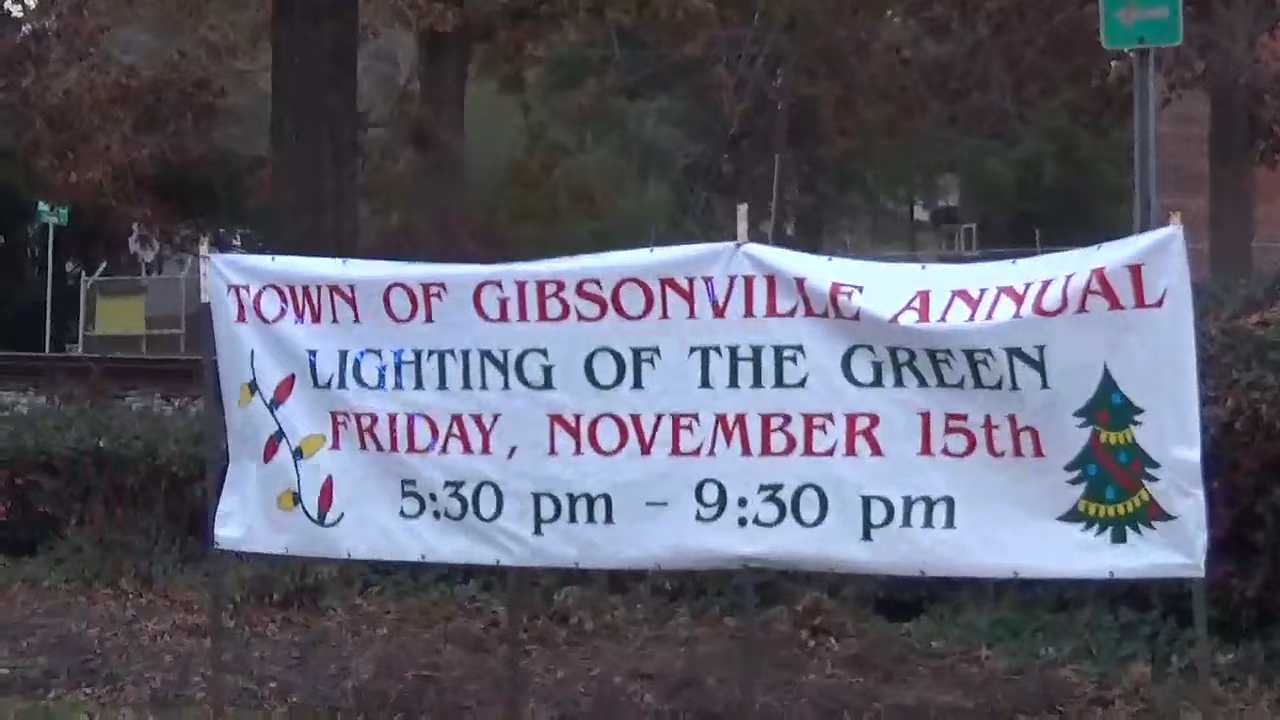 TOWN OF GIBSONVILLE ANNUAL
LIGHTING OF THE GREEN
FRIDAY, NOVEMBER 15th
5:30 pm - 9:30 pm